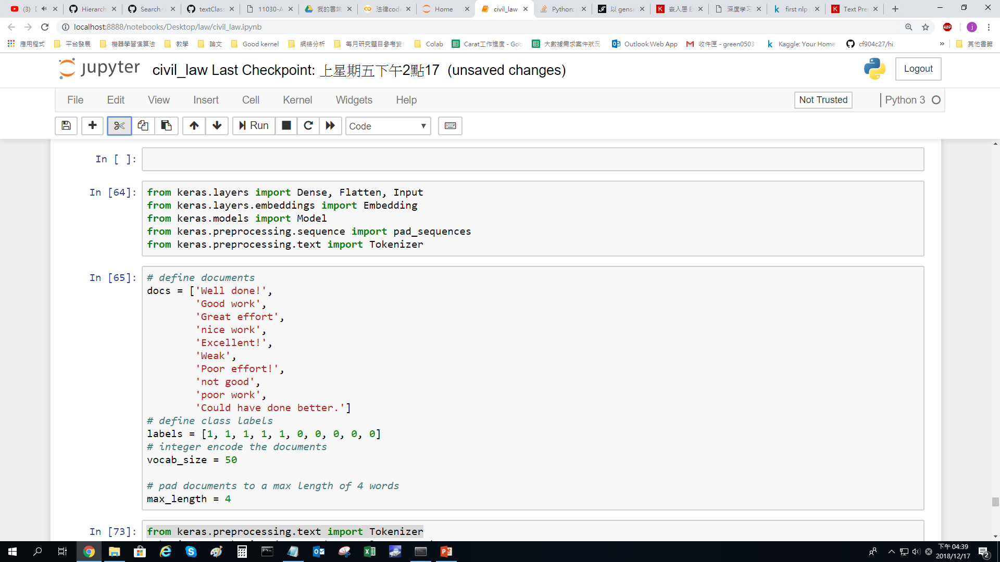 (3)
Hierarch
Search
textClass
11030-A
我的雲端
法律code
Home
civil_law
Python:
以 gensim
嵌入层 E
深度学习
first nlp
Text Pre
localhost:8888/notebooks/Desktop/law/civil_law.ipynb
ABP
j
應用程式
平台發展
機器學習演算法
教學
論文
Good kernel
網絡分析
每月研究題目參考資
Colab
Carat工作進度 - Goo
大數據需求案件狀況
Outlook Web App
收件匣 - green0503
Kaggle: Your Home
cf904c27/hi
»
其他書籤
jupyter
civil_law Last Checkpoint: 上星期五下午2點17 (unsaved changes)
Logout
File
Edit
View
Insert
Cell
Kernel
Widgets
Help
Not Trusted
Python 3
Run
Code
In [ ]:
In [64]:
from keras.layers import Dense, Flatten, Input
from keras.layers.embeddings import Embedding
from keras.models import Model
from keras.preprocessing.sequence import pad_sequences
from keras.preprocessing.text import Tokenizer
In [65]:
# define documents
docs = ['Well done!',
'Good work',
'Great effort',
'nice work',
'Excellent!',
'Weak',
'Poor effort!',
'not good',
'poor work',
'Could have done better.']
# define class labels
labels = [1, 1, 1, 1, 1, 0, 0, 0, 0, 0]
# integer encode the documents
vocab_size = 50
# pad documents to a max length of 4 words
max_length = 4
In [73]:
from keras.preprocessing.text import Tokenizer
下午 04:39
2018/12/17
2